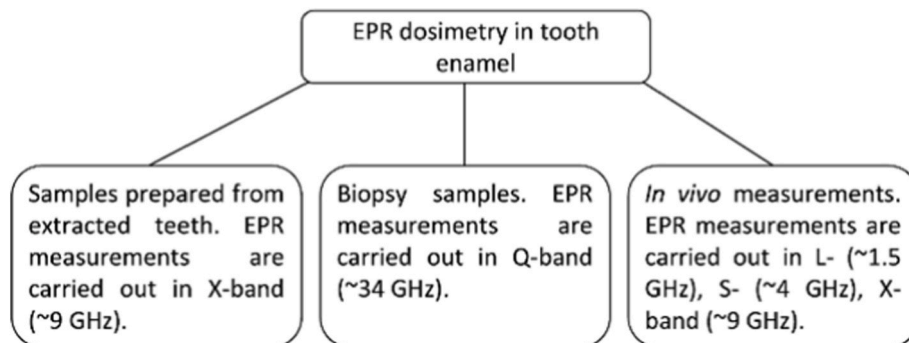 EPR dosimetry in tooth
enamel
Samples prepared from
extracted teeth. EPR
measurements are
carried out in X-band
(~9 GHz).
Biopsy samples. EPR
measurements are
carried out in Q-band
(~34 GHz).
In vivo measurements.
EPR measurements are
carried out in L- (~1.5
GHz), S- (~4 GHz), X-
band (~9 GHz).